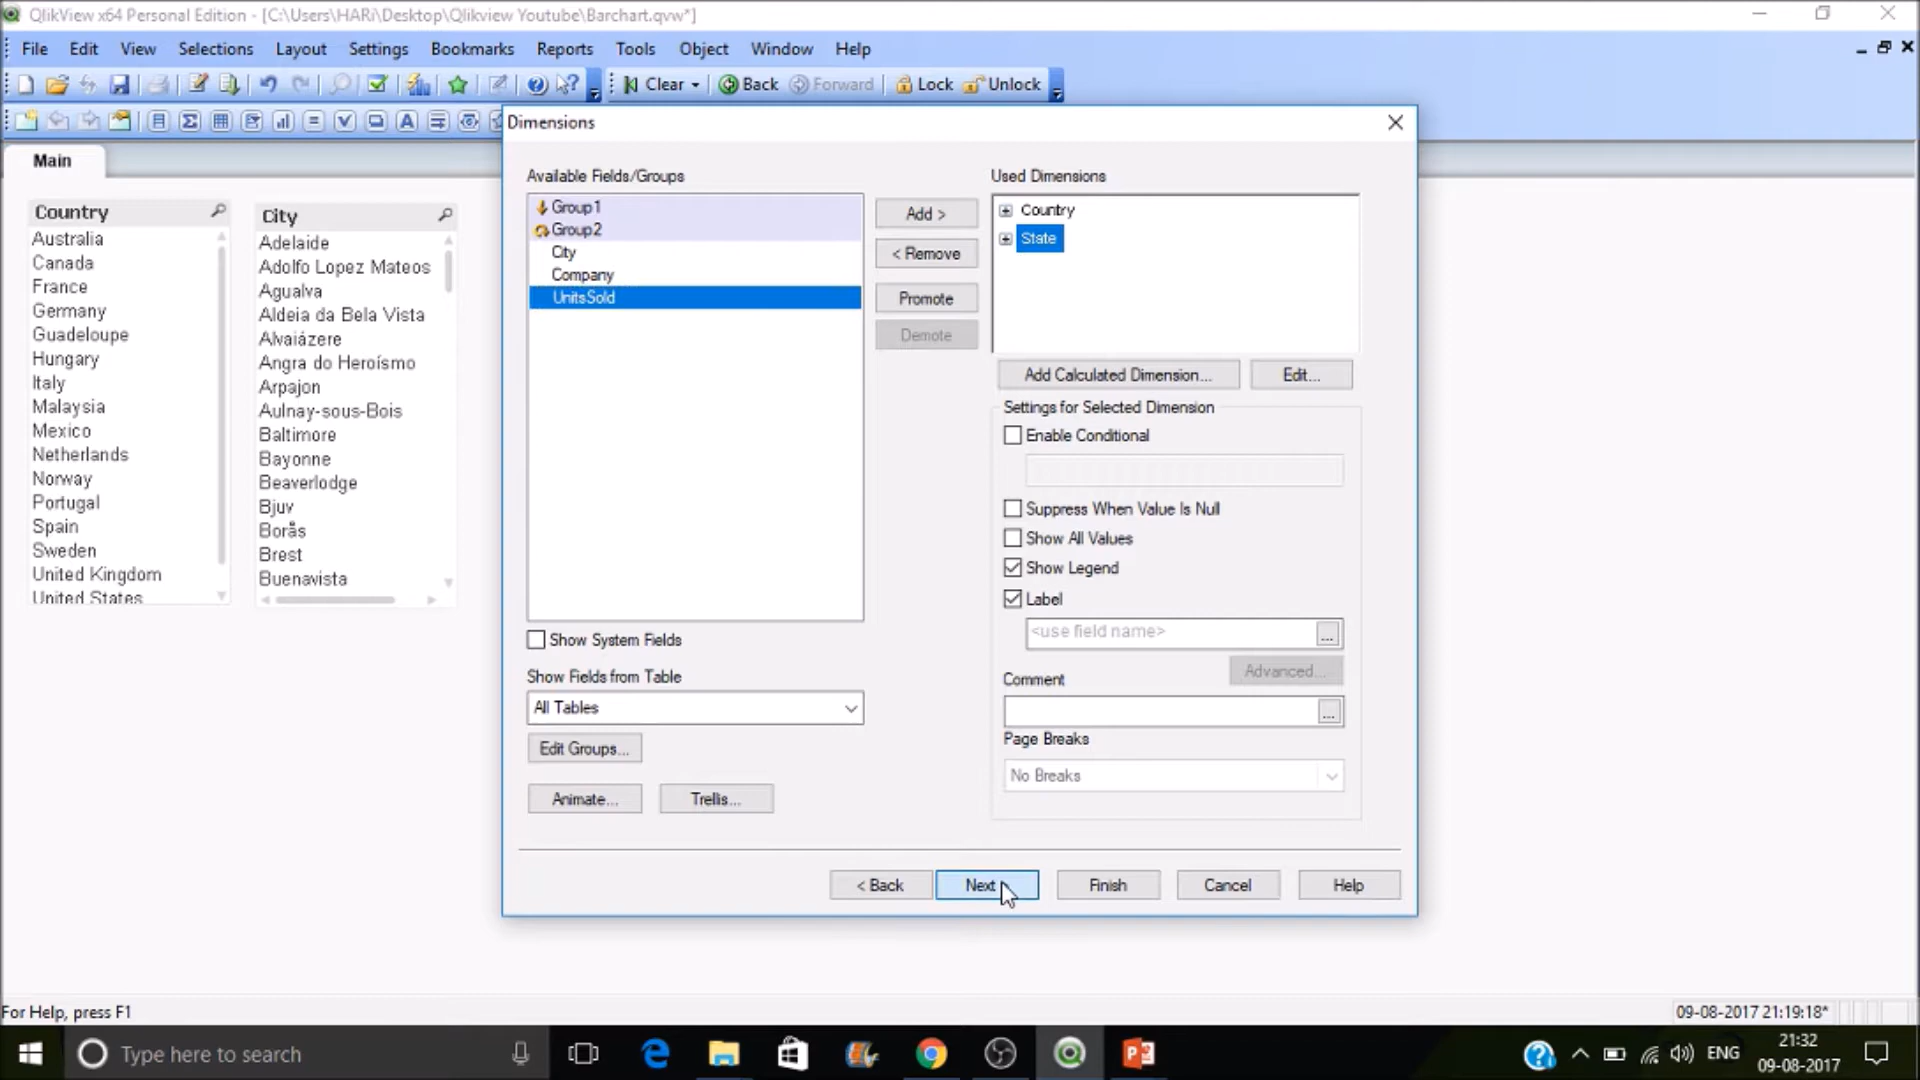 QlikView x64 Personal Edition - [C:\Users\HARi\Desktop\Qlikview Youtube\Barchart.qvw*]
File Edit View Selections Layout Settings Bookmarks Reports Tools Object Window Help
Clear Back Forward Lock Unlock
Main
Country
Australia
Canada
France
Germany
Guadeloupe
Hungary
Italy
Malaysia
Mexico
Netherlands
Norway
Portugal
Spain
Sweden
United Kingdom
United States
City
Adelaide
Adolfo Lopez Mateos
Agualva
Aldeia da Bela Vista
Alvaiázere
Angra do Heroísmo
Arpajon
Aulnay-sous-Bois
Baltimore
Bayonne
Beaverlodge
Bjuv
Borås
Brest
Buenavista
Dimensions
Available Fields/Groups
Group1
Group2
City
Company
UnitsSold
Add >
< Remove
Promote
Demote
Used Dimensions
Country
State
Add Calculated Dimension... Edit...
Settings for Selected Dimension
Enable Conditional
Suppress When Value Is Null
Show All Values
Show Legend
Label
<use field name> ...
Advanced...
Comment
...
Page Breaks
No Breaks
Show System Fields
Show Fields from Table
All Tables
Edit Groups...
Animate... Trellis...
< Back Next Finish Cancel Help
For Help, press F1
09-08-2017 21:19:18*
Type here to search
ENG
21:32
09-08-2017